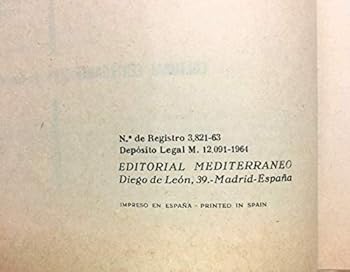 N.º de Registro 3,821-63
Depósito Legal M. 12.091-1964
EDITORIAL MEDITERRANEO
Diego de León, 39.-Madrid-España
IMPRESO EN ESPAÑA - PRINTED IN SPAIN